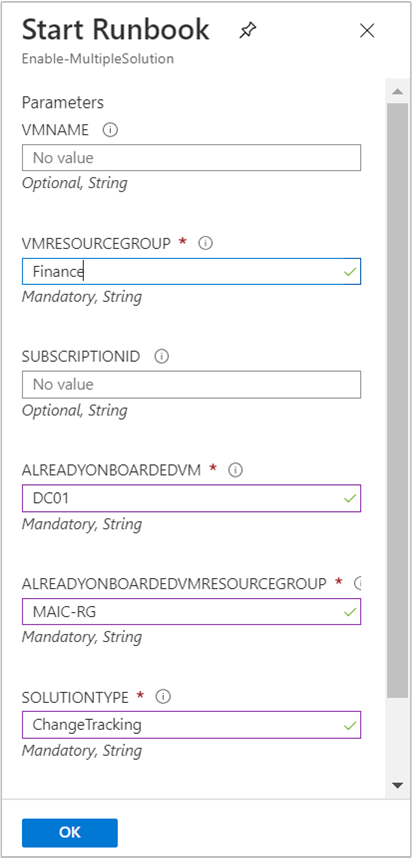 Start Runbook
Enable-MultipleSolution
Parameters
VMNAME
No value
Optional, String
VMRESOURCEGROUP *
Finance
Mandatory, String
SUBSCRIPTIONID
No value
Optional, String
ALREADYONBOARDEDVM *
DC01
Mandatory, String
ALREADYONBOARDEDVMRESOURCEGROUP *
MAIC-RG
Mandatory, String
SOLUTIONTYPE *
ChangeTracking
Mandatory, String
OK